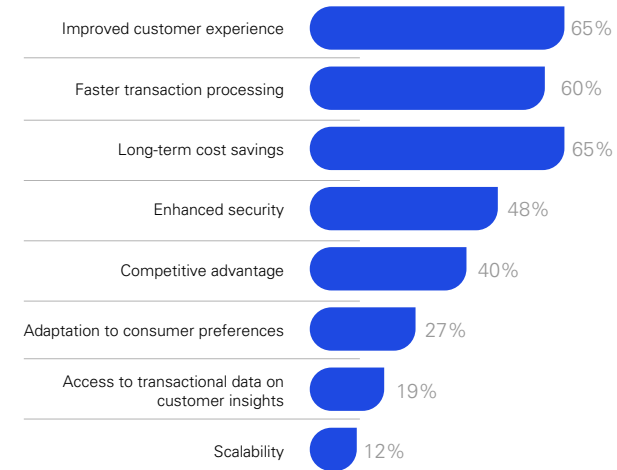 Improved customer experience 65%
Faster transaction processing 60%
Long-term cost savings 65%
Enhanced security 48%
Competitive advantage 40%
Adaptation to consumer preferences 27%
Access to transactional data on
customer insights 19%
Scalability 12%